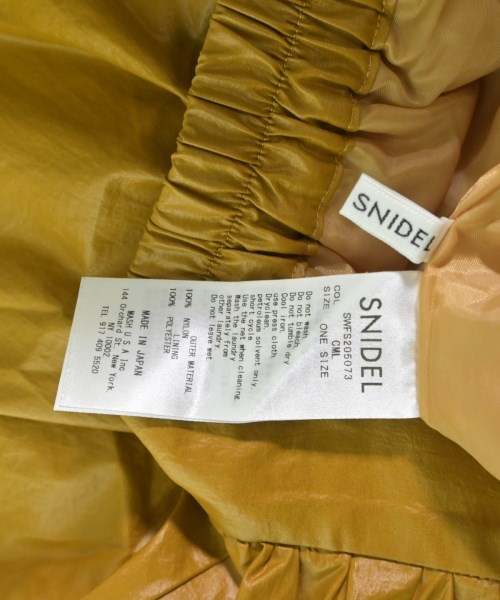 SNIDEL
SNIDEL
SWFS205073
COL CML
SIZE ONE SIZE
Do not wash
Do not bleach
Do not tumble dry
Cool iron.
use press cloth
Dryclean.
petroleum solvent only.
short cycle
Use the net when cleaning
Wash the laundry
separately from
other laundry
Do not leave wet
OUTER MATERIAL
NYLON 100%
LINING
POLYESTER 100%
MADE IN JAPAN
MASH U S A Inc
144 Orchard St. New York
NY 10002
TEL 917 409 5520